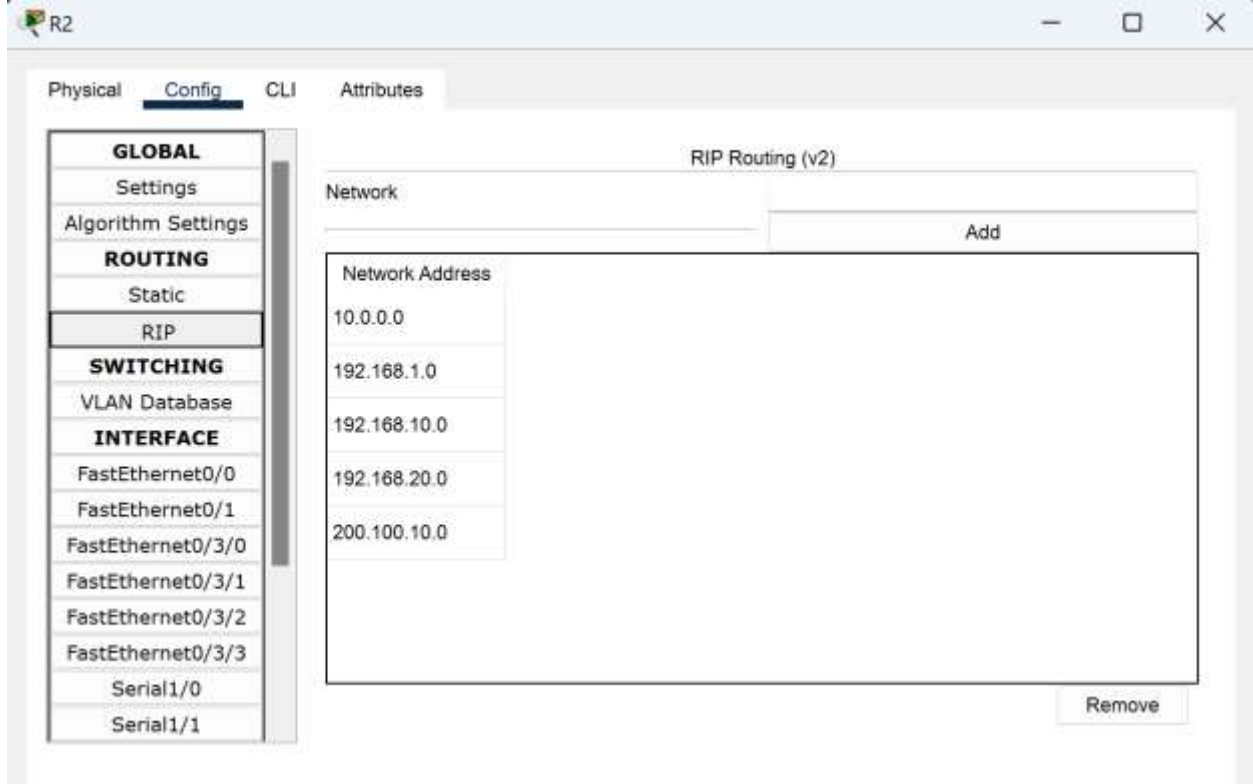 R2
Physical Config CLI Attributes
GLOBAL
Settings
Algorithm Settings
ROUTING
Static
RIP
SWITCHING
VLAN Database
INTERFACE
FastEthernet0/0
FastEthernet0/1
FastEthernet0/3/0
FastEthernet0/3/1
FastEthernet0/3/2
FastEthernet0/3/3
Serial1/0
Serial1/1
RIP Routing (v2)
Network
Add
Network Address
10.0.0.0
192.168.1.0
192.168.10.0
192.168.20.0
200.100.10.0
Remove